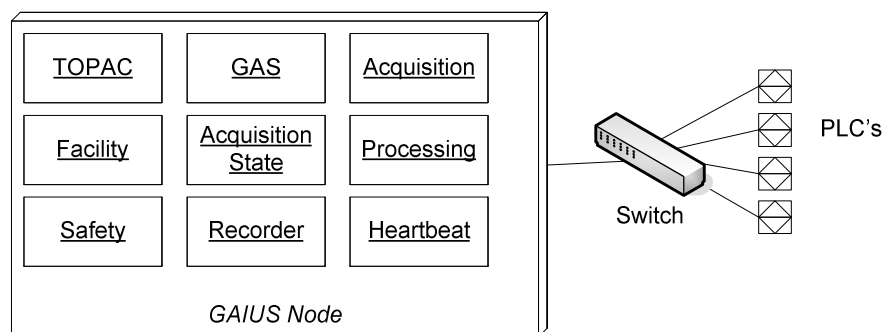 TOPAC
GAS
Acquisition
Facility
Acquisition
State
Processing
Safety
Recorder
Heartbeat
GAIUS Node
Switch
PLC's